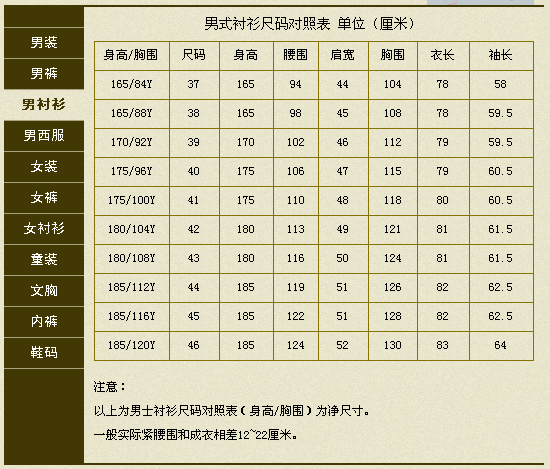 男装
男裤
男衬衫
男西服
女装
女裤
女衬衫
童装
文胸
内裤
鞋码
男式衬衫尺码对照表 单位（厘米）
身高/胸围 尺码 身高 腰围 肩宽 胸围 衣长 袖长
165/84Y 37 165 94 44 104 78 58
165/88Y 38 165 98 45 108 78 59.5
170/92Y 39 170 102 46 112 79 59.5
175/96Y 40 175 106 47 115 79 60.5
175/100Y 41 175 110 48 118 80 60.5
180/104Y 42 180 113 49 121 81 61.5
180/108Y 43 180 116 50 124 81 61.5
185/112Y 44 185 119 51 126 82 62.5
185/116Y 45 185 122 51 128 82 62.5
185/120Y 46 185 124 52 130 83 64
注意：
以上为男士衬衫尺码对照表(身高/胸围)为净尺寸。
一般实际紧腰围和成衣相差12~22厘米。